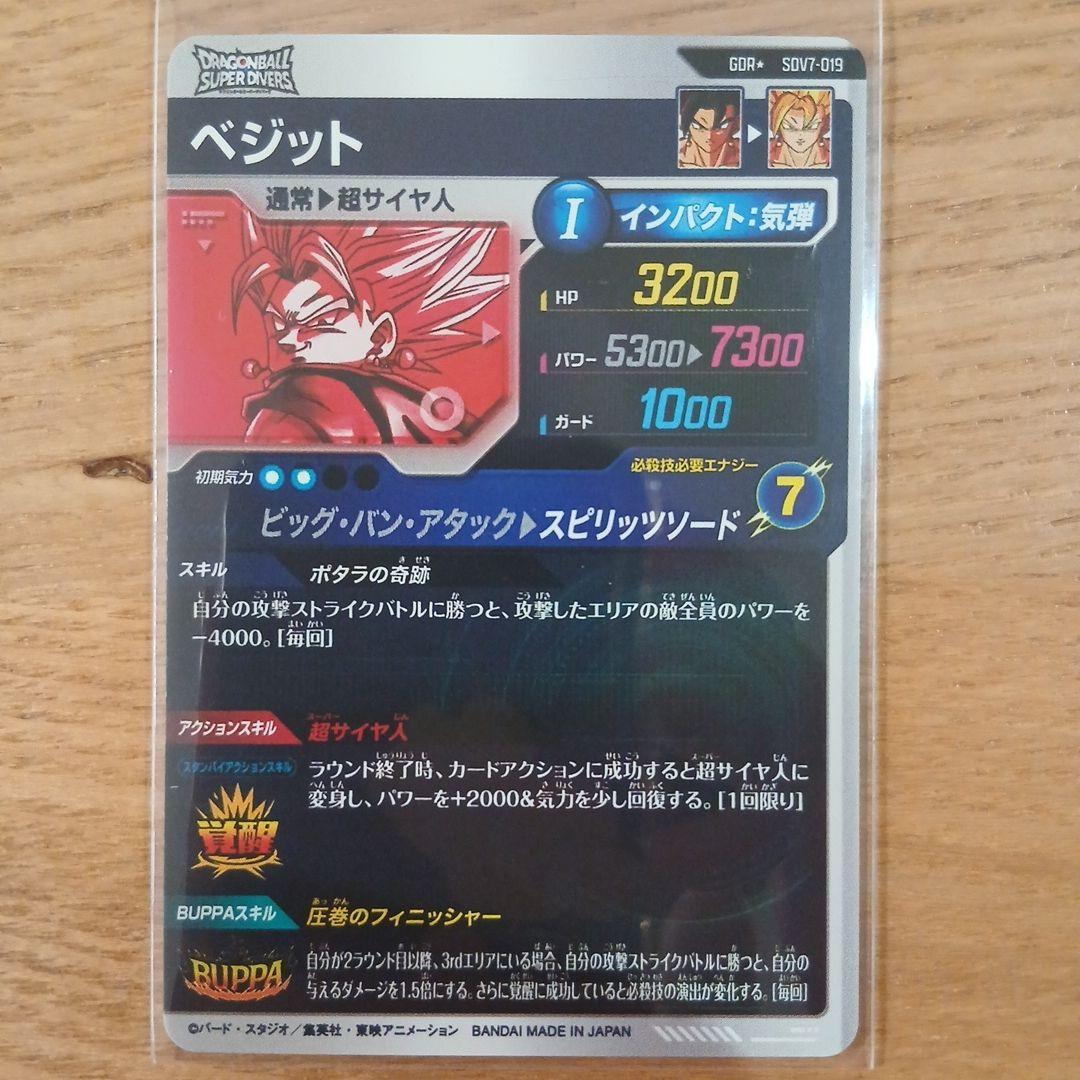 DRAGONBALL
SUPER DIVERS
GDR★ SDV7-019
ベジット
通常▶超サイヤ人
I インパクト:気弾
HP 3200
パワー 5300▶7300
ガード 1000
初期気力
必殺技必要エナジー
7
ビッグ・バン・アタック▶スピリッツソード
スキル ポタラの奇跡
自分の攻撃ストライクバトルに勝つと、攻撃したエリアの敵全員のパワーを
-4000。[毎回]
アクションスキル 超サイヤ人
スタンバイアクションスキル
ラウンド終了時、カードアクションに成功すると超サイヤ人に
変身し、パワーを+2000&気力を少し回復する。[1回限り]
覚醒
BUPPAスキル 圧巻のフィニッシャー
BUPPA
自分が2ラウンド目以降、3rdエリアにいる場合、自分の攻撃ストライクバトルに勝つと、自分の
与えるダメージを1.5倍にする。さらに覚醒に成功していると必殺技の演出が変化する。[毎回]
©バード・スタジオ/集英社・東映アニメーション BANDAI MADE IN JAPAN